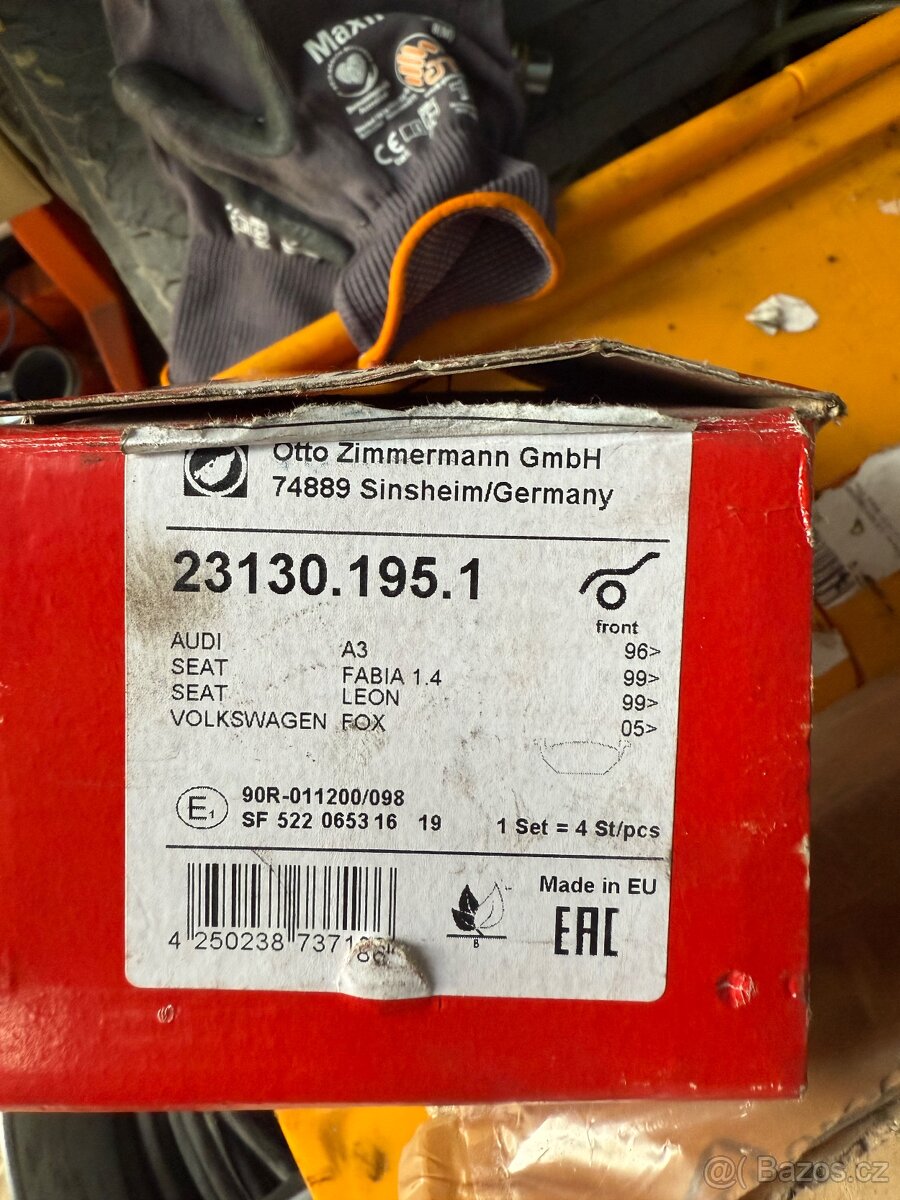 CE
Otto Zimmermann GmbH
74889 Sinsheim/Germany
23130.195.1
front
AUDI A3 96>
SEAT FABIA 1.4 99>
SEAT LEON 99>
VOLKSWAGEN FOX 05>
E1
90R-011200/098
SF 522 0653 16 19 1 Set = 4 St/pcs
Made in EU
B
EAC
4 250238 737186
@ Bazos.cz